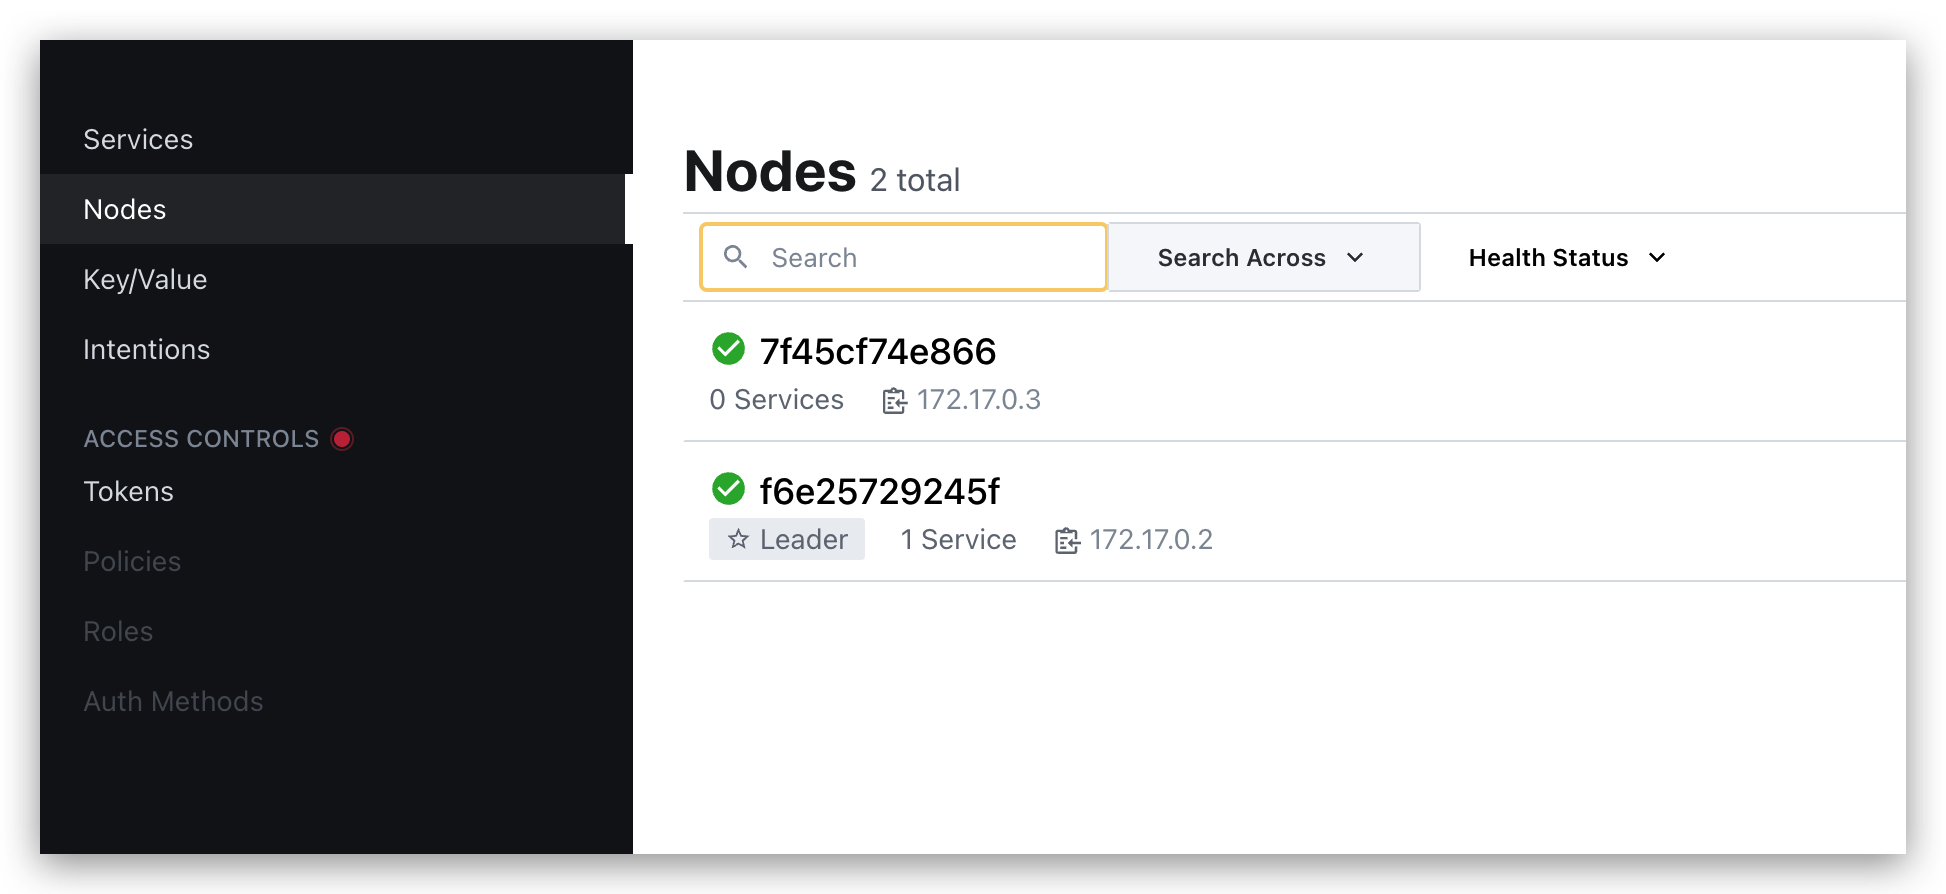 Services
Nodes
Key/Value
Intentions
ACCESS CONTROLS
Tokens
Policies
Roles
Auth Methods
Nodes 2 total
Search
Search Across
Health Status
7f45cf74e866
0 Services 172.17.0.3
f6e25729245f
Leader 1 Service 172.17.0.2